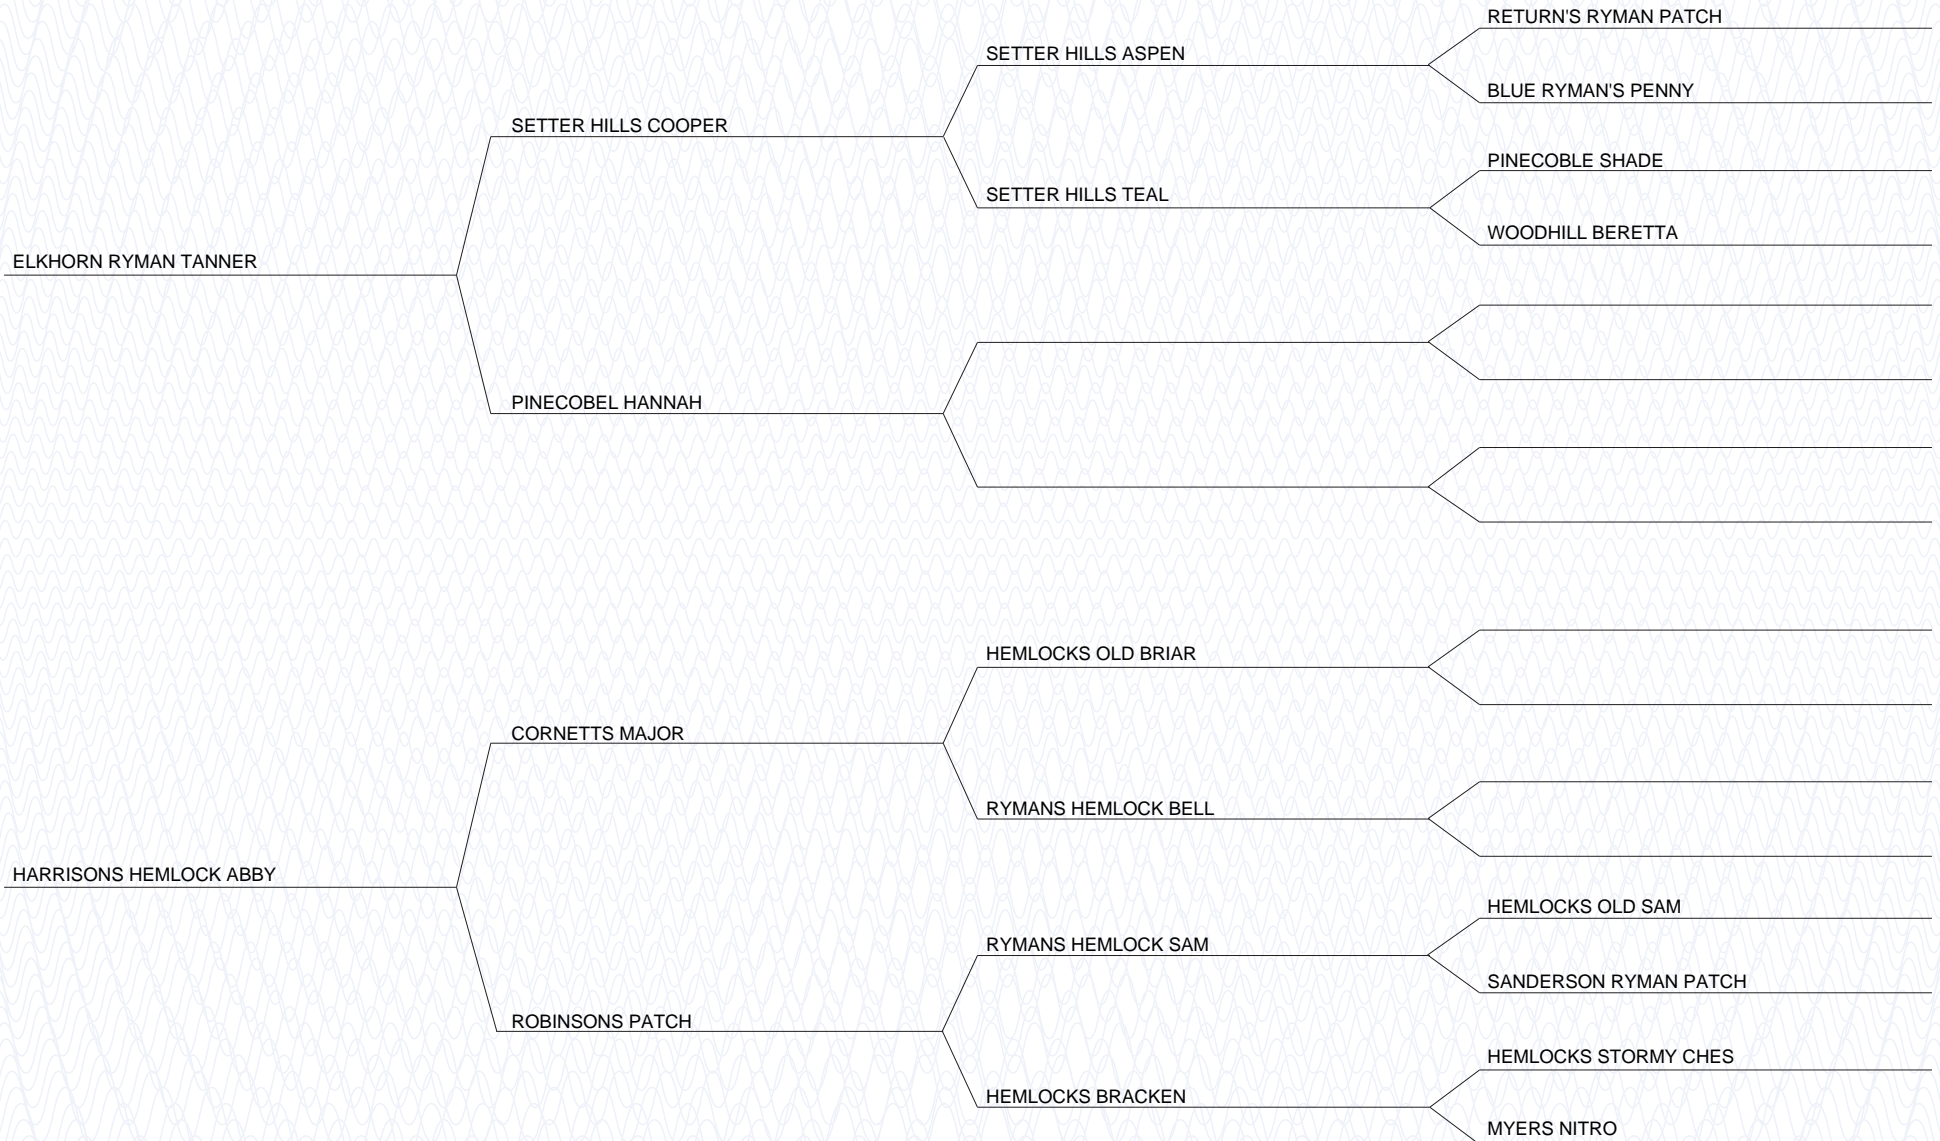 RETURN'S RYMAN PATCH
SETTER HILLS ASPEN
BLUE RYMAN'S PENNY
SETTER HILLS COOPER
PINECOBLE SHADE
SETTER HILLS TEAL
WOODHILL BERETTA
ELKHORN RYMAN TANNER
PINECOBEL HANNAH
HEMLOCKS OLD BRIAR
CORNETTS MAJOR
RYMANS HEMLOCK BELL
HARRISONS HEMLOCK ABBY
HEMLOCKS OLD SAM
RYMANS HEMLOCK SAM
SANDERSON RYMAN PATCH
ROBINSONS PATCH
HEMLOCKS STORMY CHES
HEMLOCKS BRACKEN
MYERS NITRO